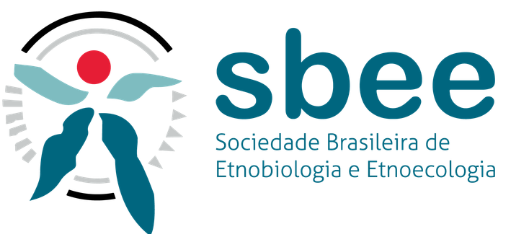 sbee
Sociedade Brasileira de
Etnobiologia e Etnoecologia